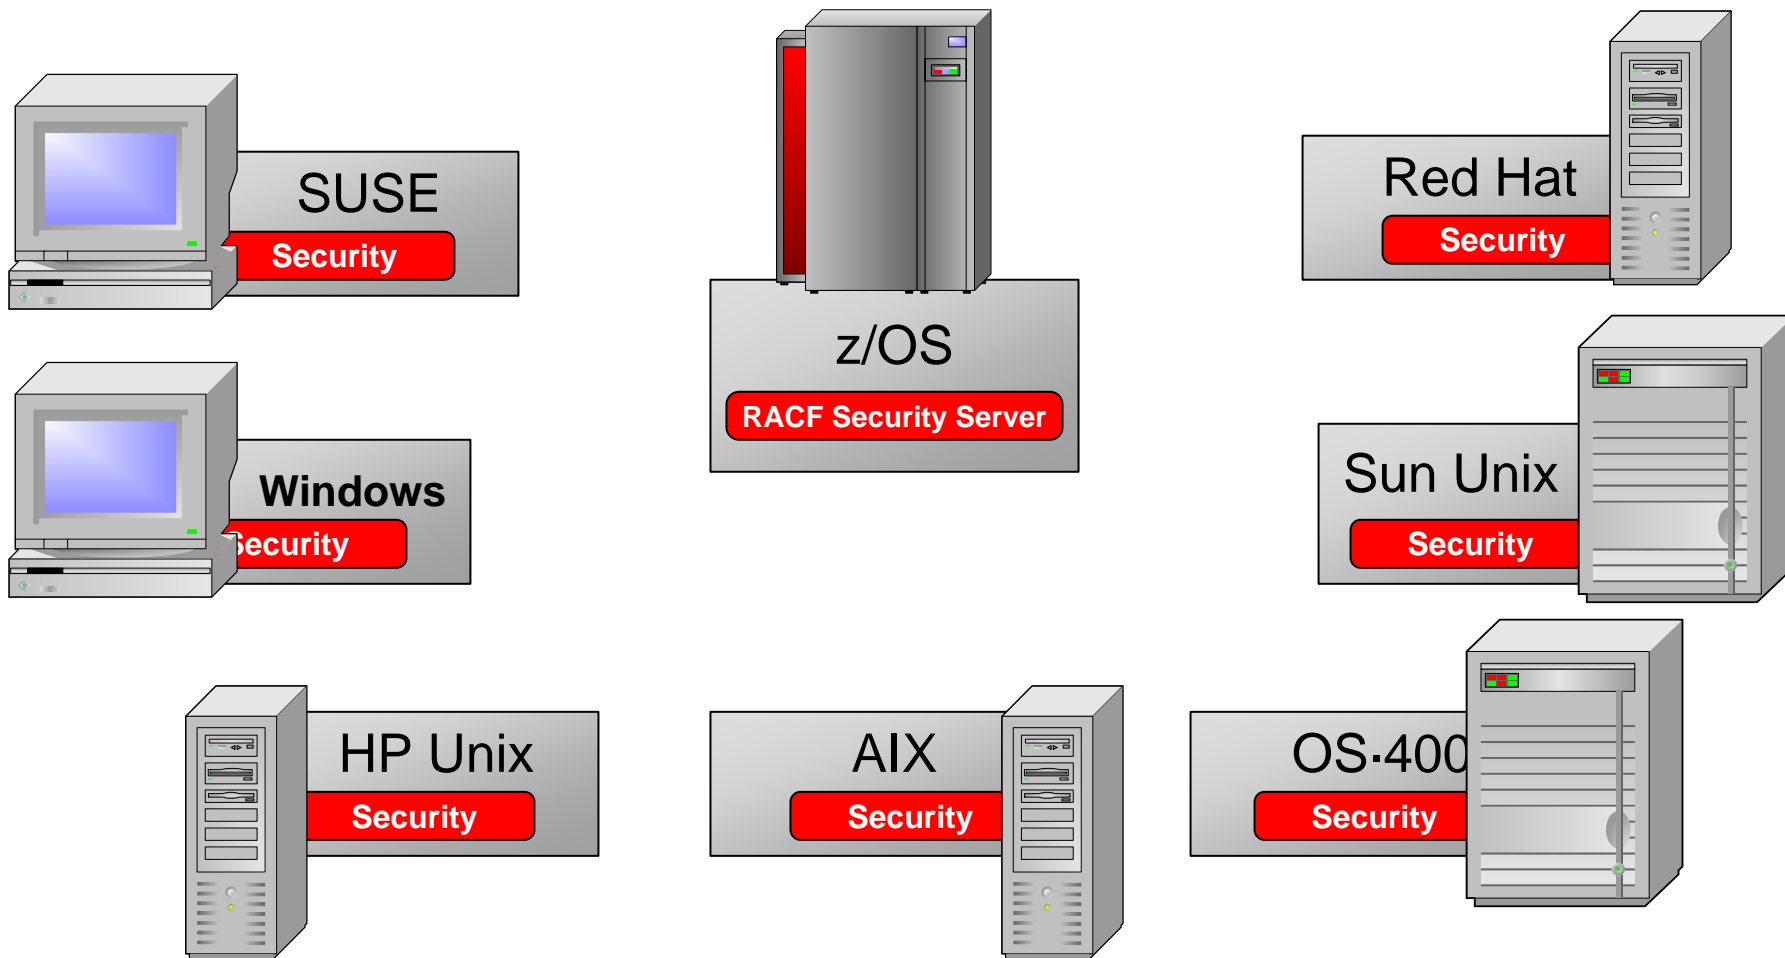 SUSE
Security
z/OS
RACF Security Server
Red Hat
Security
Windows
Security
Sun Unix
Security
HP Unix
Security
AIX
Security
OS-400
Security